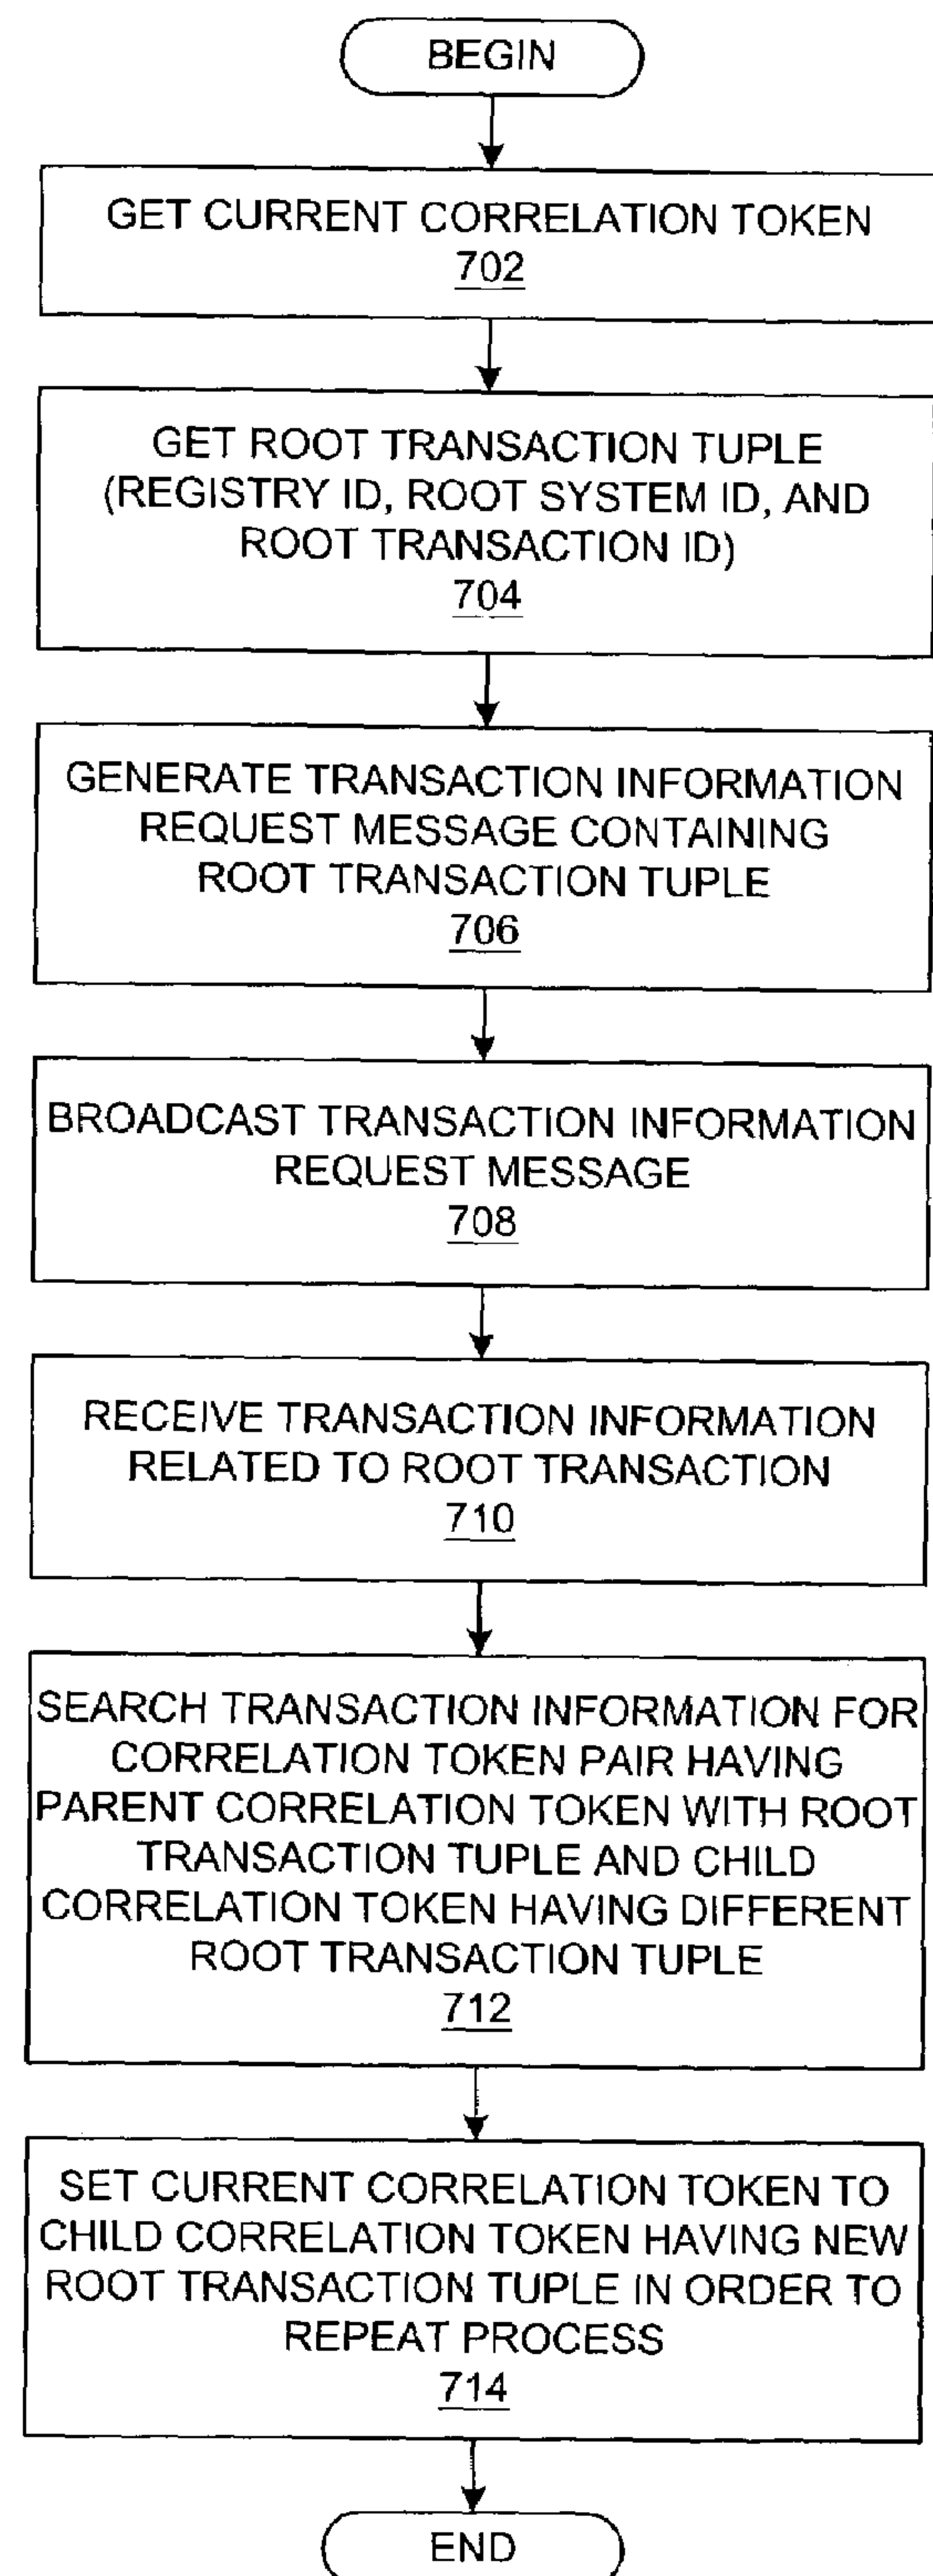 BEGIN
GET CURRENT CORRELATION TOKEN
702
GET ROOT TRANSACTION TUPLE
(REGISTRY ID, ROOT SYSTEM ID, AND
ROOT TRANSACTION ID)
704
GENERATE TRANSACTION INFORMATION
REQUEST MESSAGE CONTAINING
ROOT TRANSACTION TUPLE
706
BROADCAST TRANSACTION INFORMATION
REQUEST MESSAGE
708
RECEIVE TRANSACTION INFORMATION
RELATED TO ROOT TRANSACTION
710
SEARCH TRANSACTION INFORMATION FOR
CORRELATION TOKEN PAIR HAVING
PARENT CORRELATION TOKEN WITH ROOT
TRANSACTION TUPLE AND CHILD
CORRELATION TOKEN HAVING DIFFERENT
ROOT TRANSACTION TUPLE
712
SET CURRENT CORRELATION TOKEN TO
CHILD CORRELATION TOKEN HAVING NEW
ROOT TRANSACTION TUPLE IN ORDER TO
REPEAT PROCESS
714
END